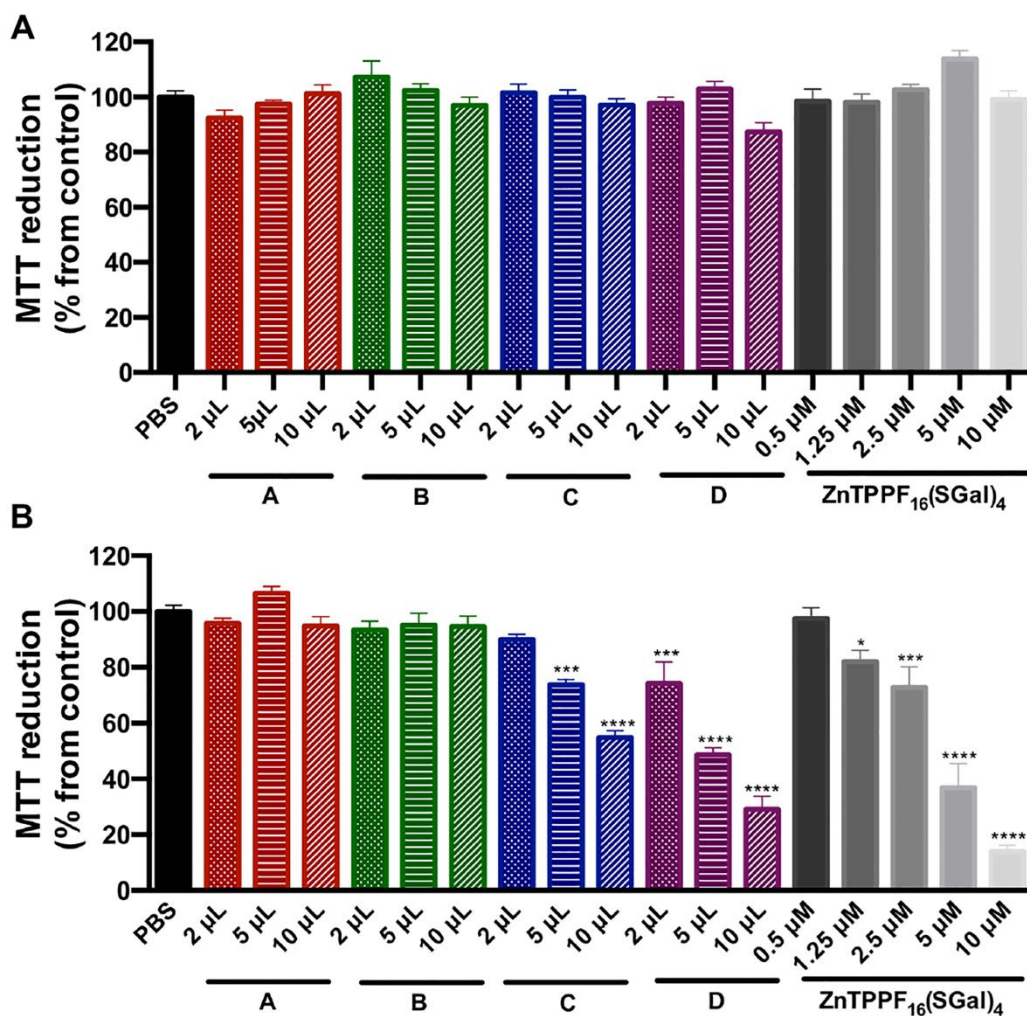 A
MTT reduction
(% from control)
120
100
80
60
40
20
0
PBS
2 µL
5µL
10 µL
2 µL
5 µL
10 µL
2 µL
5 µL
10 µL
2 µL
5 µL
10 µL
0.5 µM
1.25 µM
2.5 µM
5 µM
10 µM
A
B
C
D
ZnTPPF₁₆(SGal)₄
B
MTT reduction
(% from control)
120
100
80
60
40
20
0
***
****
***
****
****
*
***
****
****
PBS
2 µL
5 µL
10 µL
2 µL
5 µL
10 µL
2 µL
5 µL
10 µL
2 µL
5 µL
10 µL
0.5 µM
1.25 µM
2.5 µM
5 µM
10 µM
A
B
C
D
ZnTPPF₁₆(SGal)₄